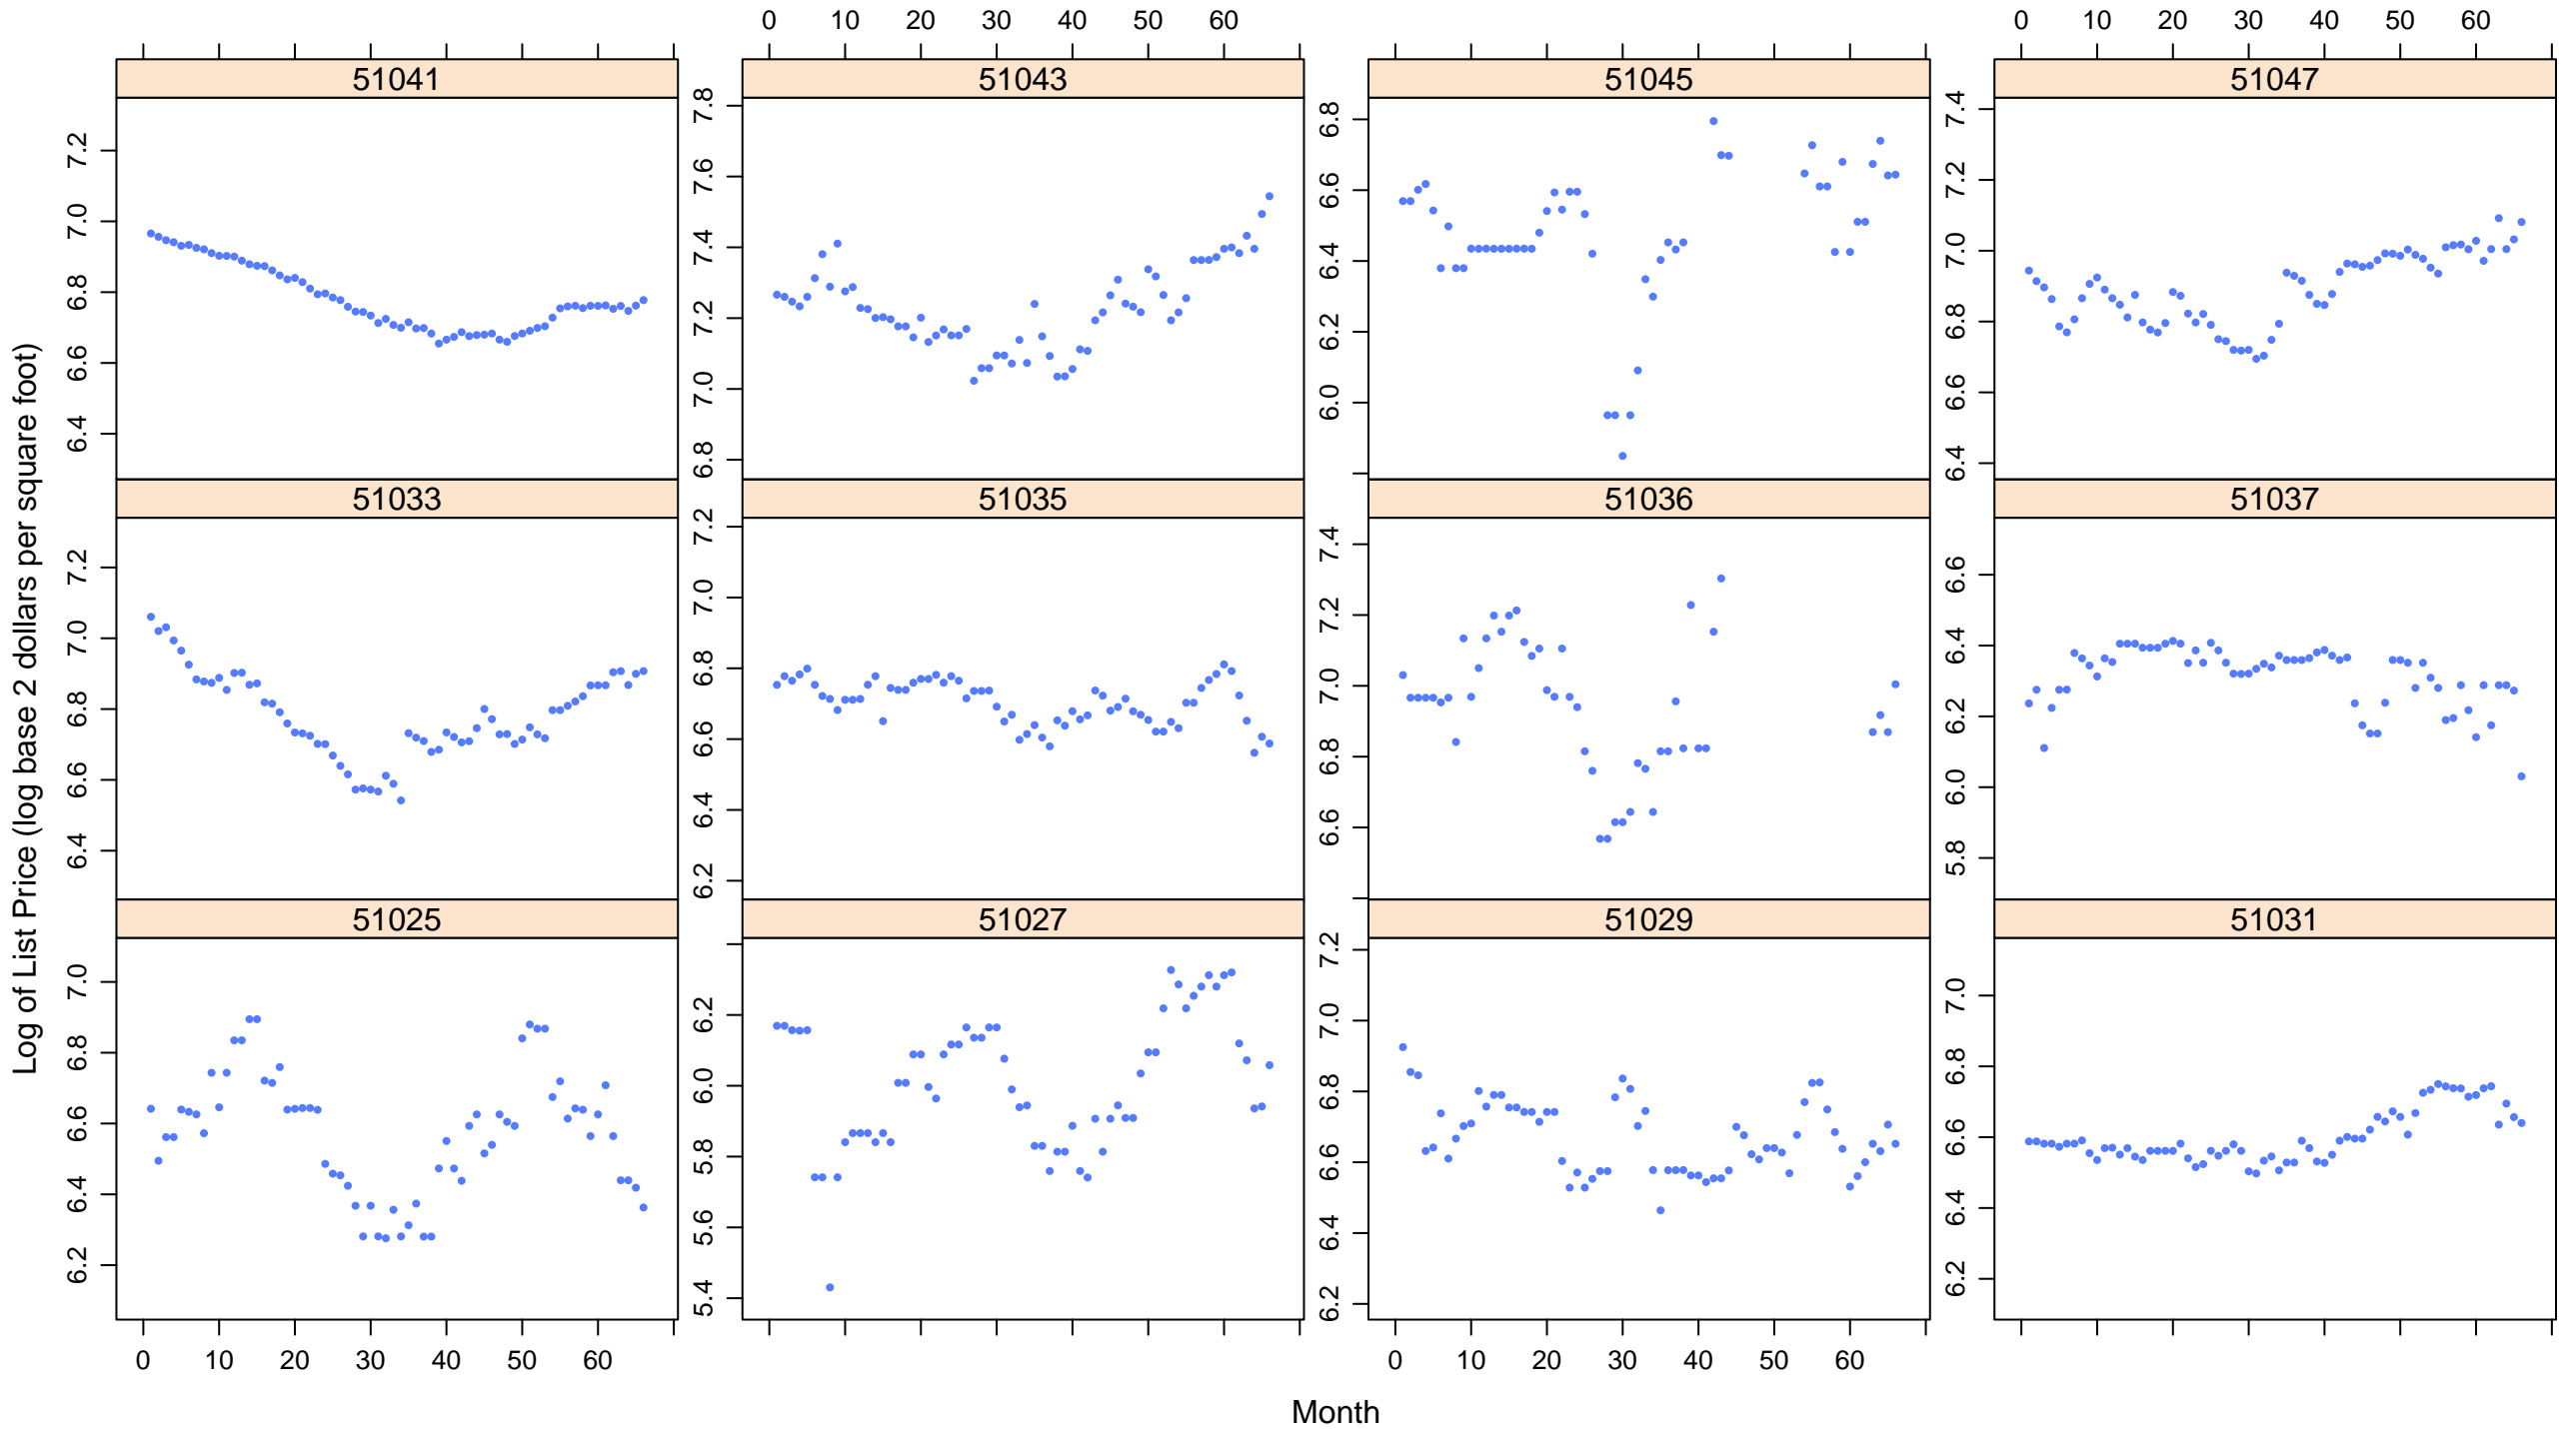 0 10 20 30 40 50 60
0 10 20 30 40 50 60
51041
51043
51045
51047
6.4 6.6 6.8 7.0 7.2
6.8 7.0 7.2 7.4 7.6 7.8
6.0 6.2 6.4 6.6 6.8
6.4 6.6 6.8 7.0 7.2 7.4
51033
51035
51036
51037
6.4 6.6 6.8 7.0 7.2
6.2 6.4 6.6 6.8 7.0 7.2
6.6 6.8 7.0 7.2 7.4
5.8 6.0 6.2 6.4 6.6
51025
51027
51029
51031
6.2 6.4 6.6 6.8 7.0
5.4 5.6 5.8 6.0 6.2
6.2 6.4 6.6 6.8 7.0 7.2
6.2 6.4 6.6 6.8 7.0
0 10 20 30 40 50 60
0 10 20 30 40 50 60
Log of List Price (log base 2 dollars per square foot)
Month